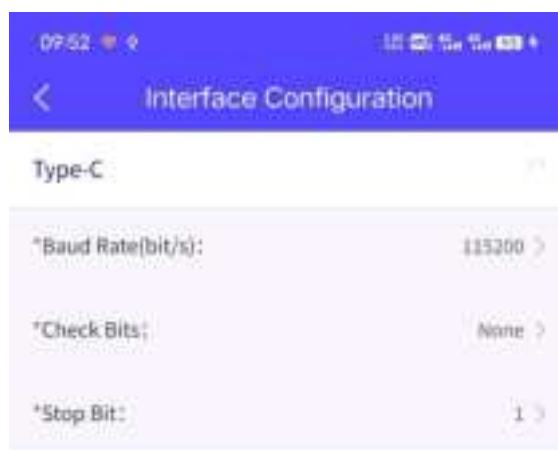 09:52
Interface Configuration
Type-C
*Baud Rate(bit/s): 115200
*Check Bits: None
*Stop Bit: 1